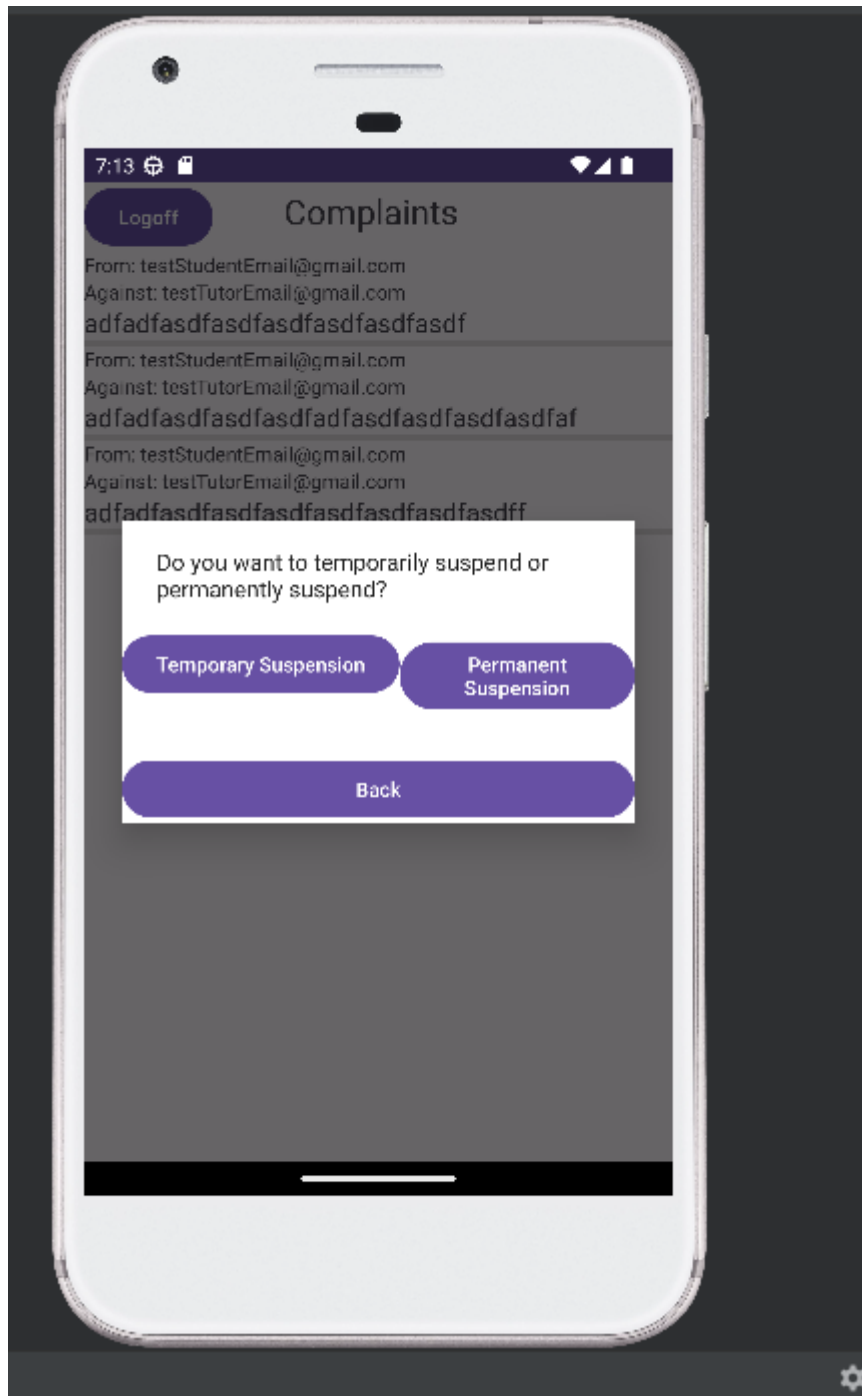 7:13
Logoff
Complaints
From: testStudentEmail@gmail.com
Against: testTutorEmail@gmail.com
adfadfasdfasdfasdfasdfasdfasdf
From: testStudentEmail@gmail.com
Against: testTutorEmail@gmail.com
adfadfasdfasdfasdfadfasdfasdfasdfasdfaf
From: testStudentEmail@gmail.com
Against: testTutorEmail@gmail.com
adfadfasdfasdfasdfasdfasdfasdfasdff
Do you want to temporarily suspend or
permanently suspend?
Temporary Suspension
Permanent
Suspension
Back